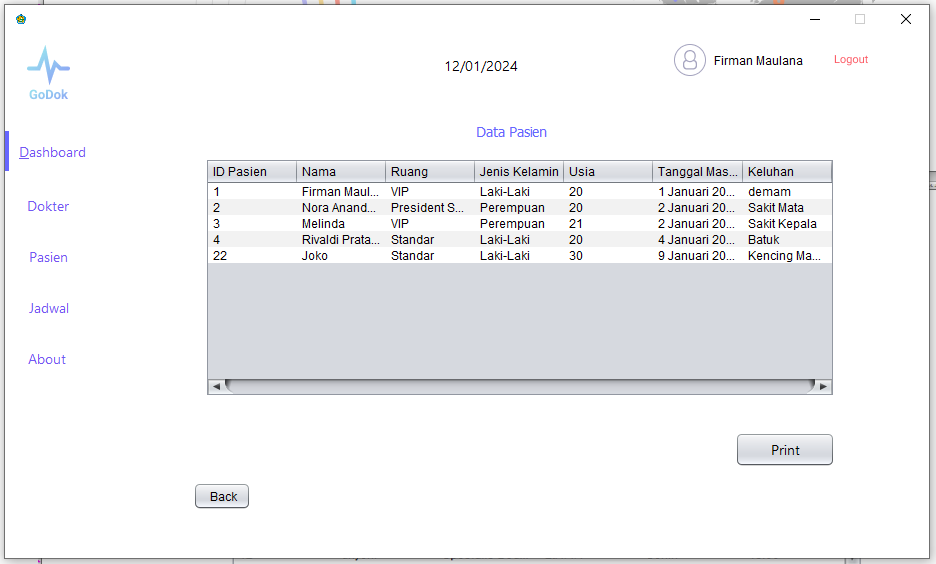 12/01/2024
Firman Maulana
Logout
GoDok
Data Pasien
Dashboard
Dokter
Pasien
Jadwal
About
ID Pasien Nama Ruang Jenis Kelamin Usia Tanggal Mas... Keluhan
1 Firman Maul... VIP Laki-Laki 20 1 Januari 20... demam
2 Nora Anand... President S... Perempuan 20 2 Januari 20... Sakit Mata
3 Melinda VIP Perempuan 21 2 Januari 20... Sakit Kepala
4 Rivaldi Prata... Standar Laki-Laki 20 4 Januari 20... Batuk
22 Joko Standar Laki-Laki 30 9 Januari 20... Kencing Ma...
Print
Back